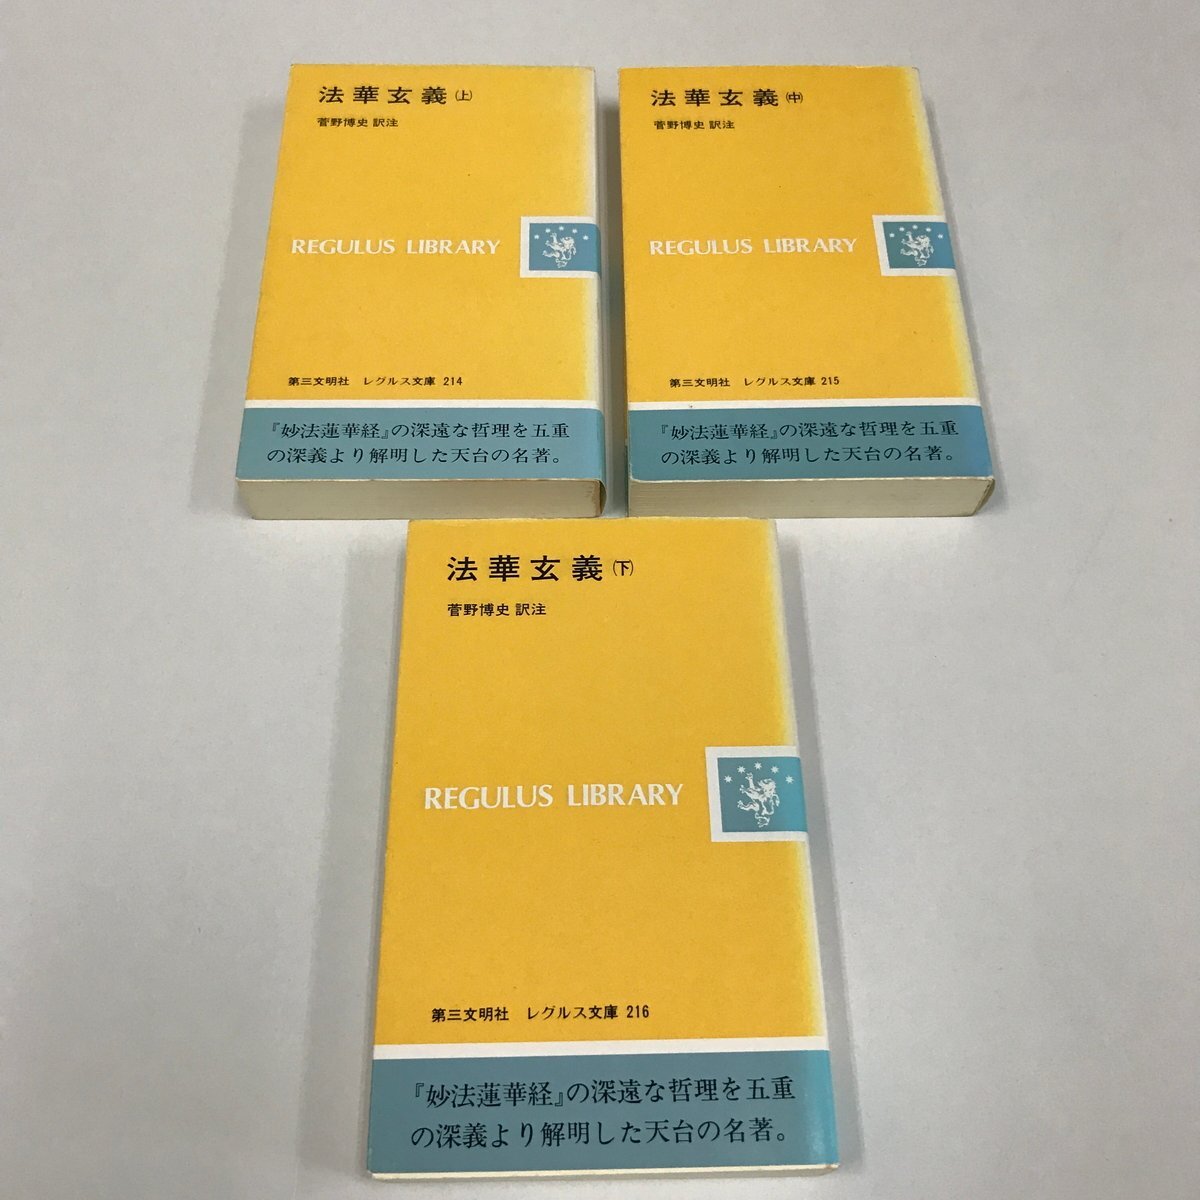 法華玄義(上)
菅野博史 訳注
REGULUS LIBRARY
第三文明社 レグルス文庫 214
『妙法蓮華経』の深遠な哲理を五重
の深義より解明した天台の名著。
法華玄義(中)
菅野博史 訳注
REGULUS LIBRARY
第三文明社 レグルス文庫 215
『妙法蓮華経』の深遠な哲理を五重
の深義より解明した天台の名著。
法華玄義(下)
菅野博史 訳注
REGULUS LIBRARY
第三文明社 レグルス文庫 216
『妙法蓮華経』の深遠な哲理を五重
の深義より解明した天台の名著。